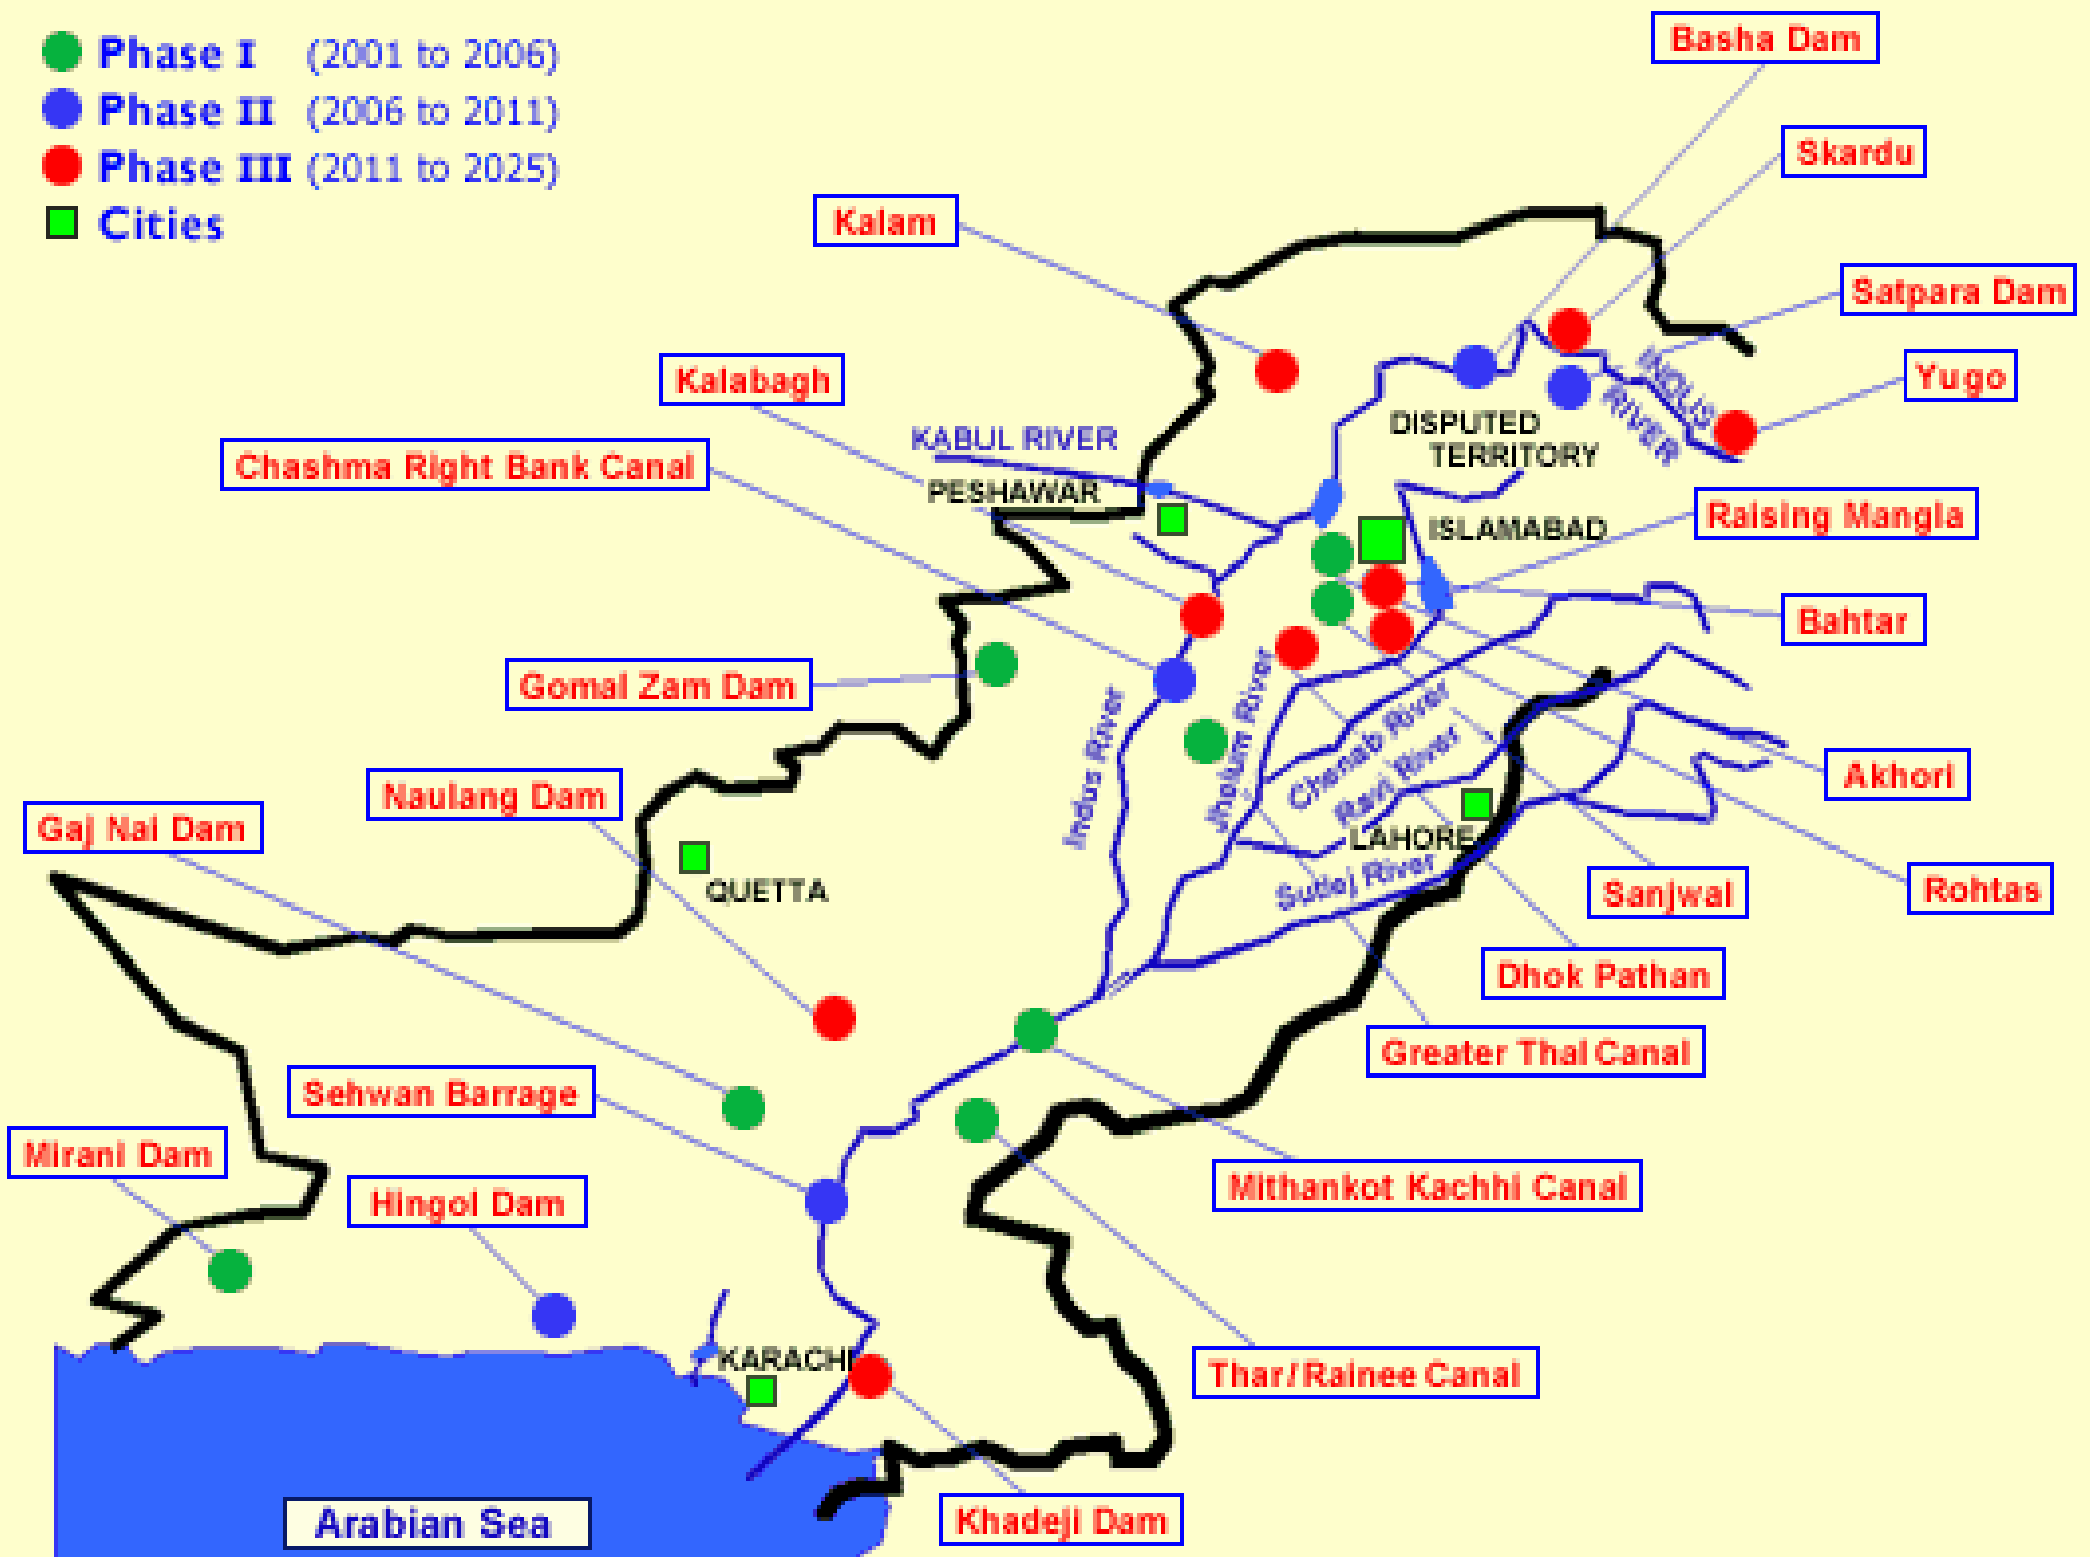 Phase I (2001 to 2006)
Phase II (2006 to 2011)
Phase III (2011 to 2025)
Cities
Basha Dam
Skardu
Kalam
Satpara Dam
Kalabagh
Yugo
INDUS
RIVER
DISPUTED
TERRITORY
KABUL RIVER
Chashma Right Bank Canal
PESHAWAR
ISLAMABAD
Raising Mangla
Bahtar
Gomal Zam Dam
Indus River
Jhelum River
Chenab River
Ravi River
Akhori
Naulang Dam
Gaj Nai Dam
LAHORE
Sutlej River
QUETTA
Sanjwal
Rohtas
Dhok Pathan
Greater Thal Canal
Sehwan Barrage
Mirani Dam
Hingol Dam
Mithankot Kachhi Canal
KARACHI
Thar/Rainee Canal
Khadeji Dam
Arabian Sea